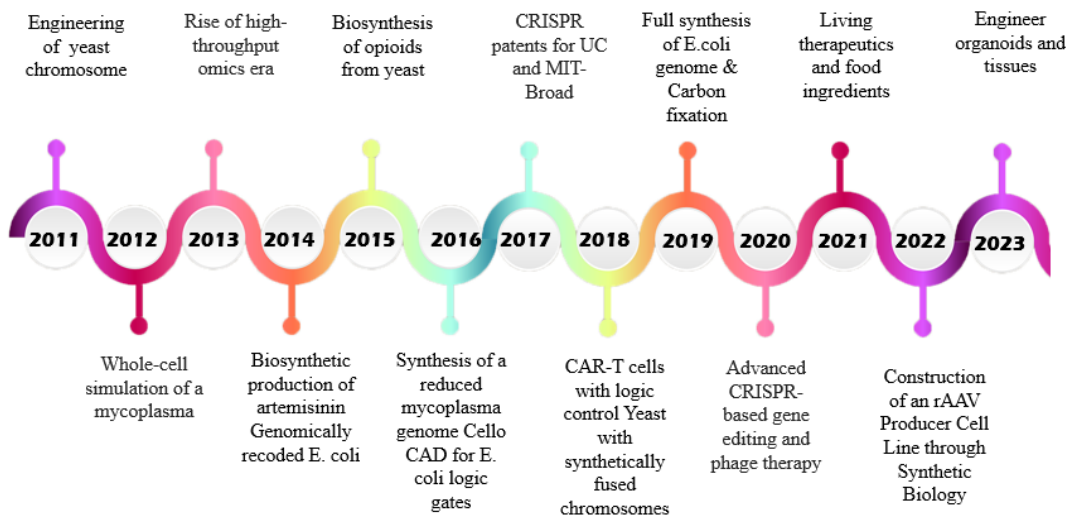 Engineering
of yeast
chromosome
Rise of high-
throughput
omics era
Biosynthesis
of opioids
from yeast
CRISPR
patents for UC
and MIT-
Broad
Full synthesis
of E.coli
genome &
Carbon
fixation
Living
therapeutics
and food
ingredients
Engineer
organoids and
tissues
2011
2012
2013
2014
2015
2016
2017
2018
2019
2020
2021
2022
2023
Whole-cell
simulation of a
mycoplasma
Biosynthetic
production of
artemisinin
Genomically
recoded E. coli
Synthesis of a
reduced
mycoplasma
genome Cello
CAD for E.
coli logic
gates
CAR-T cells
with logic
control Yeast
with
synthetically
fused
chromosomes
Advanced
CRISPR-
based gene
editing and
phage therapy
Construction
of an rAAV
Producer Cell
Line through
Synthetic
Biology